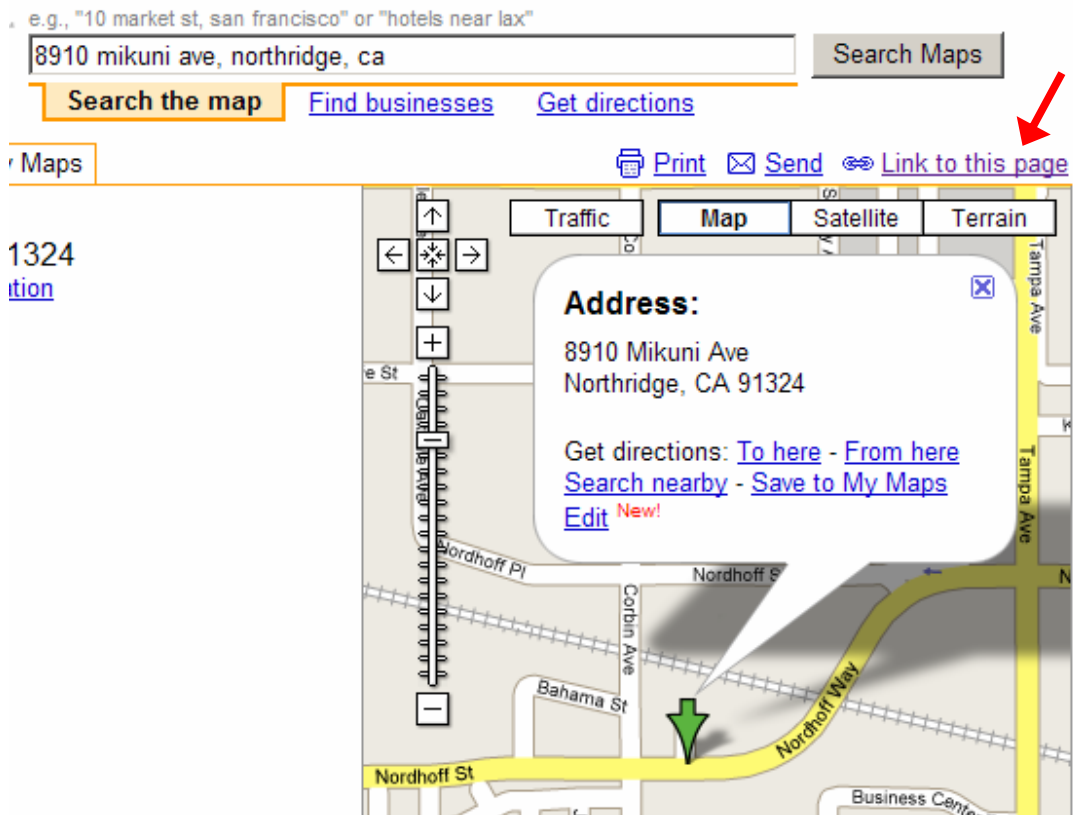 e.g., "10 market st, san francisco" or "hotels near lax"
8910 mikuni ave, northridge, ca
Search Maps
Search the map
Find businesses
Get directions
Maps
Print
Send
Link to this page
Traffic
Map
Satellite
Terrain
1324
Tampa Ave
Address:
8910 Mikuni Ave
Northridge, CA 91324
Get directions: To here - From here
Search nearby - Save to My Maps
Edit New!
St
Tampa Ave
Nordhoff Pl
Nordhoff S
Corbin Ave
Bahama St
Nordhoff Way
Nordhoff St
Business Cente